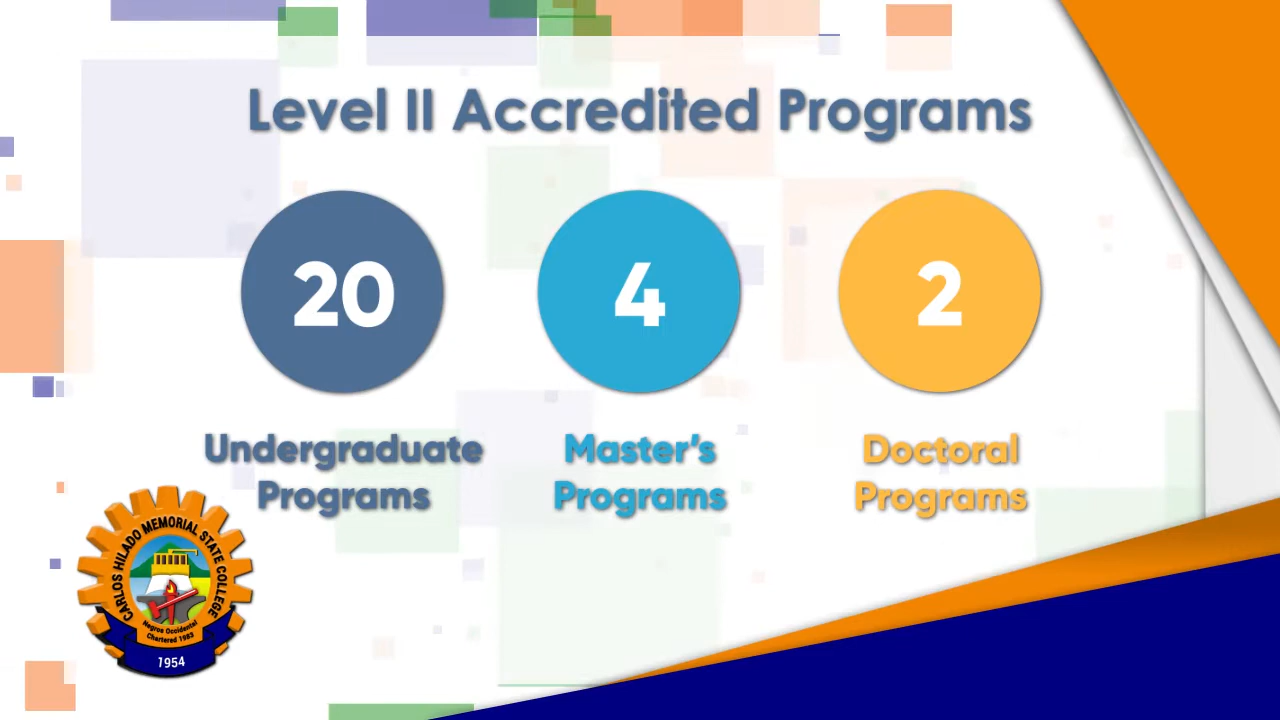 Level II Accredited Programs
20
4
2
Undergraduate
Programs
Master's
Programs
Doctoral
Programs
CARLOS HILADO MEMORIAL STATE COLLEGE
Negros Occidental
Chartered 1983
1954